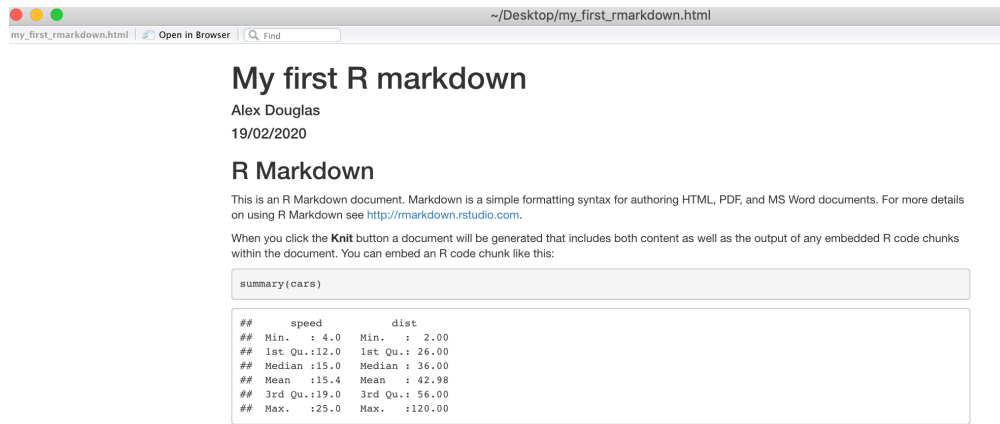 ~/Desktop/my_first_rmarkdown.html
my_first_rmarkdown.html Open in Browser Find
My first R markdown
Alex Douglas
19/02/2020
R Markdown
This is an R Markdown document. Markdown is a simple formatting syntax for authoring HTML, PDF, and MS Word documents. For more details
on using R Markdown see http://rmarkdown.rstudio.com.
When you click the Knit button a document will be generated that includes both content as well as the output of any embedded R code chunks
within the document. You can embed an R code chunk like this:
summary(cars)
##      speed           dist
##  Min.   : 4.0   Min.   :  2.00
##  1st Qu.:12.0   1st Qu.: 26.00
##  Median :15.0   Median : 36.00
##  Mean   :15.4   Mean   : 42.98
##  3rd Qu.:19.0   3rd Qu.: 56.00
##  Max.   :25.0   Max.   :120.00